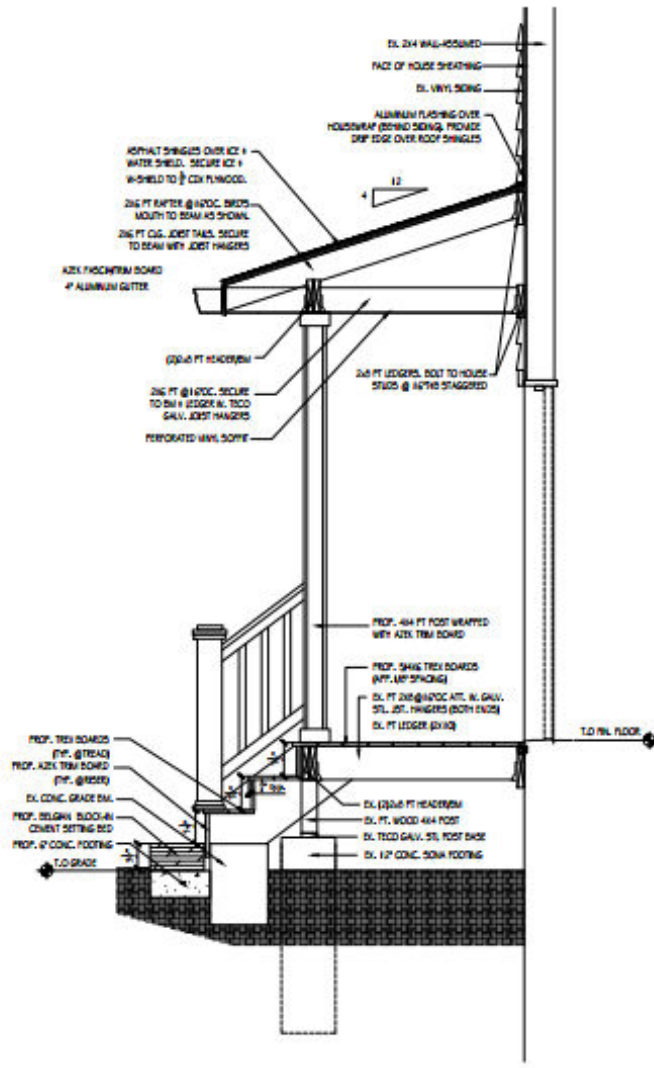 EX. 2X4 WALL-ASSUMED
FACE OF HOUSE SHEATHING
EX. VINYL SIDING
ALUMINUM FLASHING OVER
HOUSEWRAP (BEHIND SIDING). PROVIDE
DRIP EDGE OVER ROOF SHINGLES
ASPHALT SHINGLES OVER ICE &
WATER SHIELD. SECURE ICE &
W-SHIELD TO CDX PLYWOOD.
12
4
2X6 PT RAFTER @16"OC. BIRD'S
MOUTH TO BEAM AS SHOWN.
2X6 PT CLG. JOIST TAILS. SECURE
TO BEAM WITH JOIST HANGERS
AZEK FASCIA/TRIM BOARD
4" ALUMINUM GUTTER
(2)2x8 PT HEADER/BM
2X6 PT @16"OC. SECURE
TO BM & LEDGER W. TECO
GALV. JOIST HANGERS
PERFORATED VINYL SOFFIT
2x8 PT LEDGERS. BOLT TO HOUSE
STUDS @ STAGGERED
PROP. 4X4 PT POST WRAPPED
WITH AZEK TRIM BOARD
PROP. 5/4X6 TREX BOARDS
(APP. 1/8" SPACING)
EX. PT 2X8@16"OC ATT. W. GALV.
STL. JST. HANGERS (BOTH ENDS)
EX. PT LEDGER (2X10)
T.O FIN. FLOOR
PROP. TREX BOARDS
(TYP. @TREAD)
PROP. AZEK TRIM BOARD
(TYP. @RISER)
EX. CONC. GRADE BM.
PROP. BELGIAN BLOCK-IN
CEMENT SETTING BED
PROP. 6" CONC. FOOTING
T.O GRADE
EX. (2)2x8 PT HEADER/BM
EX. PT. WOOD 4X4 POST
EX. TECO GALV. STL POST BASE
EX. 12" CONC. SONA FOOTING